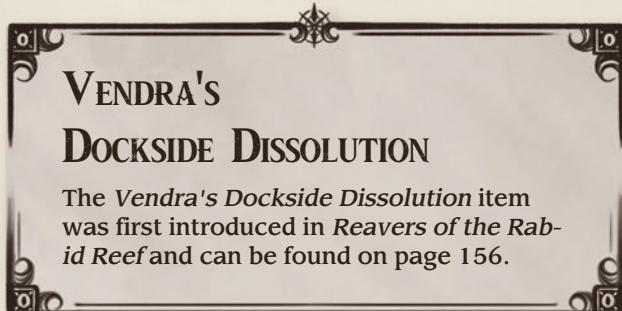 Vendra's
Dockside Dissolution
The Vendra's Dockside Dissolution item
was first introduced in Reavers of the Rab-
id Reef and can be found on page 156.